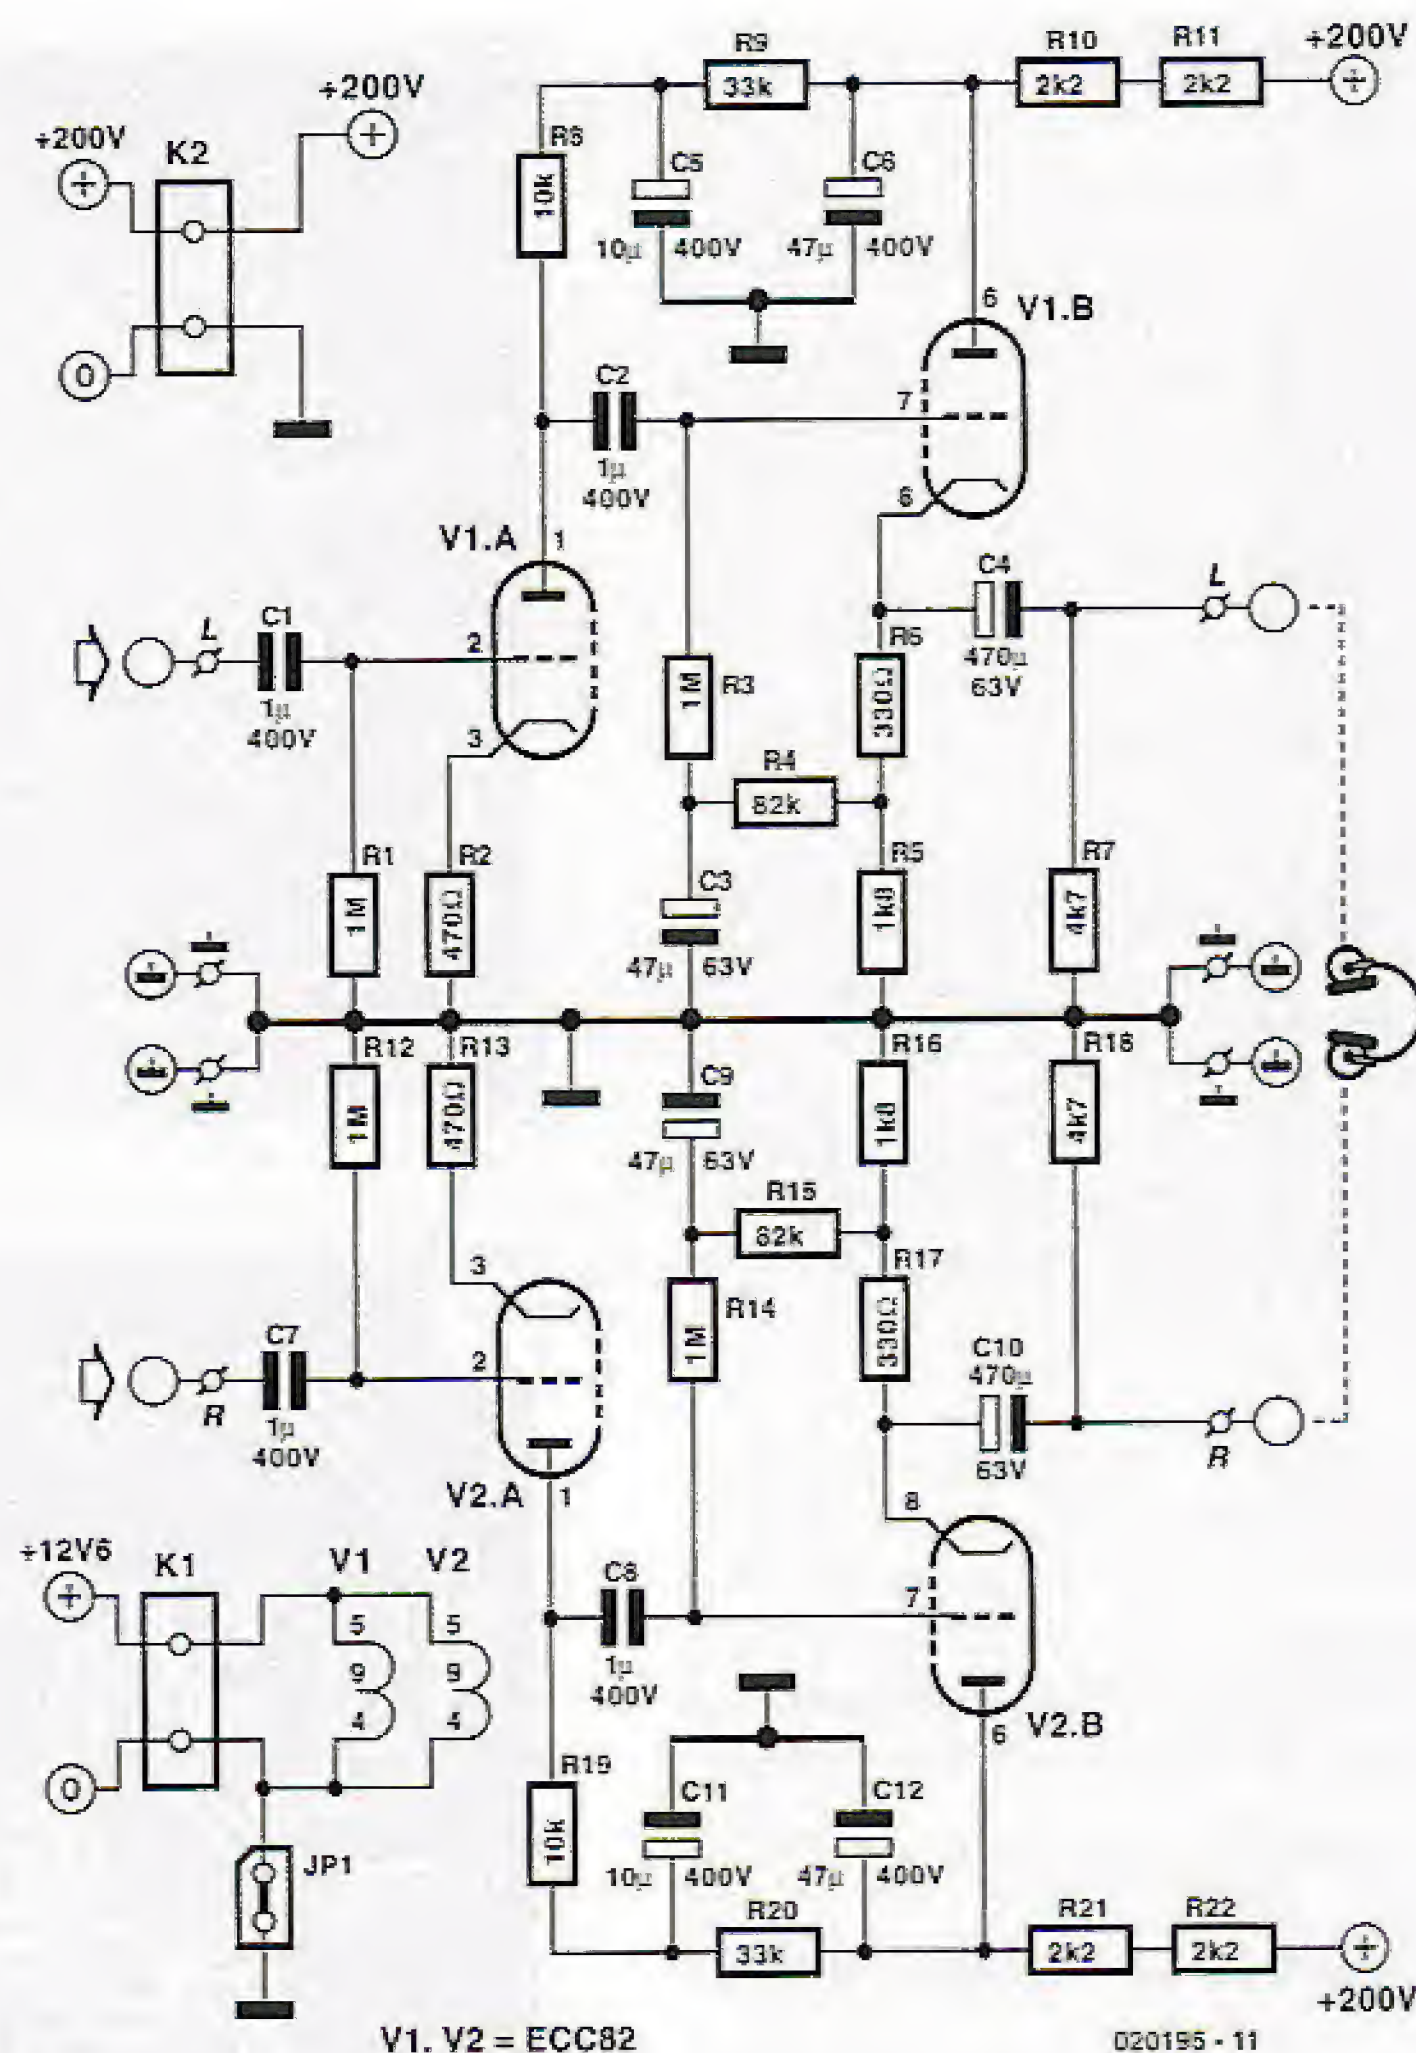 R9
33k
R10
2k2
R11
2k2
+200V
+200V
+200V
K2
0
10k
C5
10µ 400V
C6
47µ 400V
6
V1.B
C2
1µ
400V
7
V1.A
1
C4
470µ
63V
L
L
C1
1µ
400V
2
3
1M
R3
R6
330Ω
R4
82k
R1
1M
R2
470Ω
C3
47µ 63V
R5
1k8
R7
4k7
R12
1M
R13
470Ω
C9
47µ 63V
R16
1k8
R18
4k7
R15
82k
R17
330Ω
3
R14
1M
C7
1µ
400V
R
2
C10
470µ
63V
R
V2.A
1
8
+12V6
K1
V1
V2
5
9
4
5
9
4
0
C8
1µ
400V
7
6
V2.B
R19
10k
C11
10µ 400V
C12
47µ 400V
JP1
R20
33k
R21
2k2
R22
2k2
+200V
V1, V2 = ECC82
020195 - 11